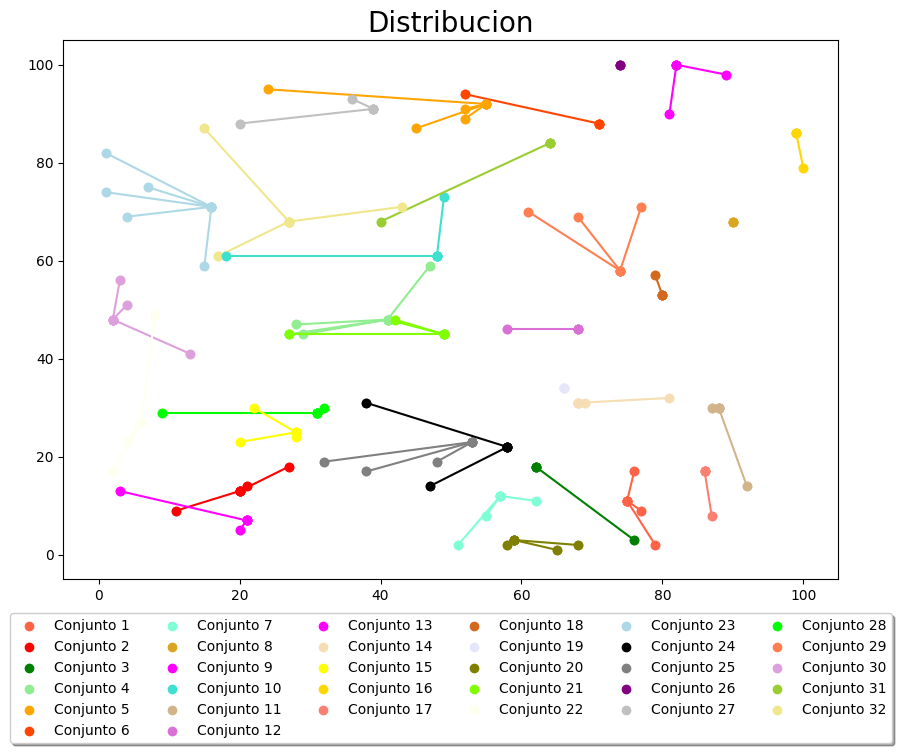 Distribucion
100
80
60
40
20
0
0 20 40 60 80 100
Conjunto 1 Conjunto 7 Conjunto 13 Conjunto 18 Conjunto 23 Conjunto 28
Conjunto 2 Conjunto 8 Conjunto 14 Conjunto 19 Conjunto 24 Conjunto 29
Conjunto 3 Conjunto 9 Conjunto 15 Conjunto 20 Conjunto 25 Conjunto 30
Conjunto 4 Conjunto 10 Conjunto 16 Conjunto 21 Conjunto 26 Conjunto 31
Conjunto 5 Conjunto 11 Conjunto 17 Conjunto 22 Conjunto 27 Conjunto 32
Conjunto 6 Conjunto 12